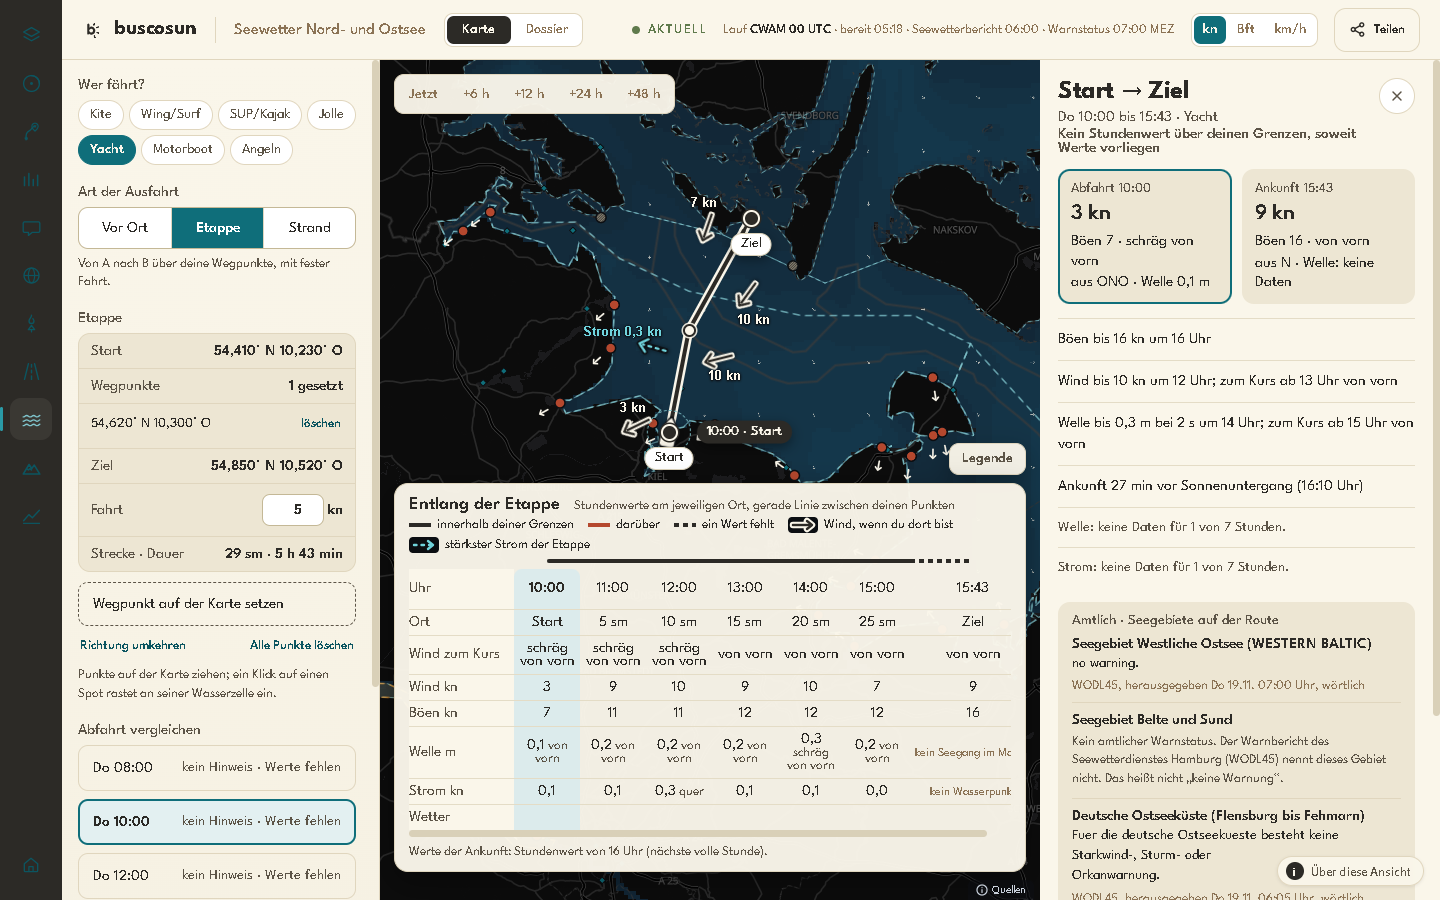 buscosun
Seewetter Nord- und Ostsee
Karte
Dossier
AKTUELL
Lauf CWAM 00 UTC · bereit 05:18 · Seewetterbericht 06:00 · Warnstatus 07:00 MEZ
kn
Bft
km/h
Teilen
Wer fährt?
Kite
Wing/Surf
SUP/Kajak
Jolle
Yacht
Motorboot
Angeln
Art der Ausfahrt
Vor Ort
Etappe
Strand
Von A nach B über deine Wegpunkte, mit fester
Fahrt.
Etappe
Start 54,410° N 10,230° O
Wegpunkte 1 gesetzt
54,620° N 10,300° O löschen
Ziel 54,850° N 10,520° O
Fahrt 5 kn
Strecke · Dauer 29 sm · 5 h 43 min
Wegpunkt auf der Karte setzen
Richtung umkehren
Alle Punkte löschen
Punkte auf der Karte ziehen; ein Klick auf einen
Spot rastet an seiner Wasserzelle ein.
Abfahrt vergleichen
Do 08:00 kein Hinweis · Werte fehlen
Do 10:00 kein Hinweis · Werte fehlen
Do 12:00 kein Hinweis · Werte fehlen
Jetzt
+6 h
+12 h
+24 h
+48 h
SVENDBORG
NAKSKOV
7 kn
Ziel
10 kn
Strom 0,3 kn
10 kn
3 kn
10:00 · Start
Start
KIEL
Legende
Entlang der Etappe
Stundenwerte am jeweiligen Ort, gerade Linie zwischen deinen Punkten
innerhalb deiner Grenzen
darüber
ein Wert fehlt
Wind, wenn du dort bist
stärkster Strom der Etappe
Uhr 10:00 11:00 12:00 13:00 14:00 15:00 15:43
Ort Start 5 sm 10 sm 15 sm 20 sm 25 sm Ziel
Wind zum Kurs schräg von vorn schräg von vorn schräg von vorn von vorn von vorn von vorn von vorn
Wind kn 3 9 10 9 10 7 9
Böen kn 7 11 11 12 12 12 16
Welle m 0,1 von vorn 0,2 von vorn 0,2 von vorn 0,2 von vorn 0,3 schräg von vorn 0,2 von vorn kein Seegang im
Strom kn 0,1 0,1 0,3 quer 0,1 0,1 0,0 kein
Wetter
Werte der Ankunft: Stundenwert von 16 Uhr (nächste volle Stunde).
A 25
Quellen
Start → Ziel
Do 10:00 bis 15:43 · Yacht
Kein Stundenwert über deinen Grenzen, soweit
Werte vorliegen
Abfahrt 10:00
3 kn
Böen 7 · schräg von
vorn
aus ONO · Welle 0,1 m
Ankunft 15:43
9 kn
Böen 16 · von vorn
aus N · Welle: keine
Daten
Böen bis 16 kn um 16 Uhr
Wind bis 10 kn um 12 Uhr; zum Kurs ab 13 Uhr von vorn
Welle bis 0,3 m bei 2 s um 14 Uhr; zum Kurs ab 15 Uhr von
vorn
Ankunft 27 min vor Sonnenuntergang (16:10 Uhr)
Welle: keine Daten für 1 von 7 Stunden.
Strom: keine Daten für 1 von 7 Stunden.
Amtlich · Seegebiete auf der Route
Seegebiet Westliche Ostsee (WESTERN BALTIC)
no warning.
WODL45, herausgegeben Do 19.11. 07:00 Uhr, wörtlich
Seegebiet Belte und Sund
Kein amtlicher Warnstatus. Der Warnbericht des
Seewetterdienstes Hamburg (WODL45) nennt dieses Gebiet
nicht. Das heißt nicht „keine Warnung“.
Deutsche Ostseeküste (Flensburg bis Fehmarn)
Fuer die deutsche Ostseekueste besteht keine
Starkwind-, Sturm- oder
Orkanwarnung.
WODL45, herausgegeben Do 19.11. 06:05 Uhr, wörtlich
Über diese Ansicht